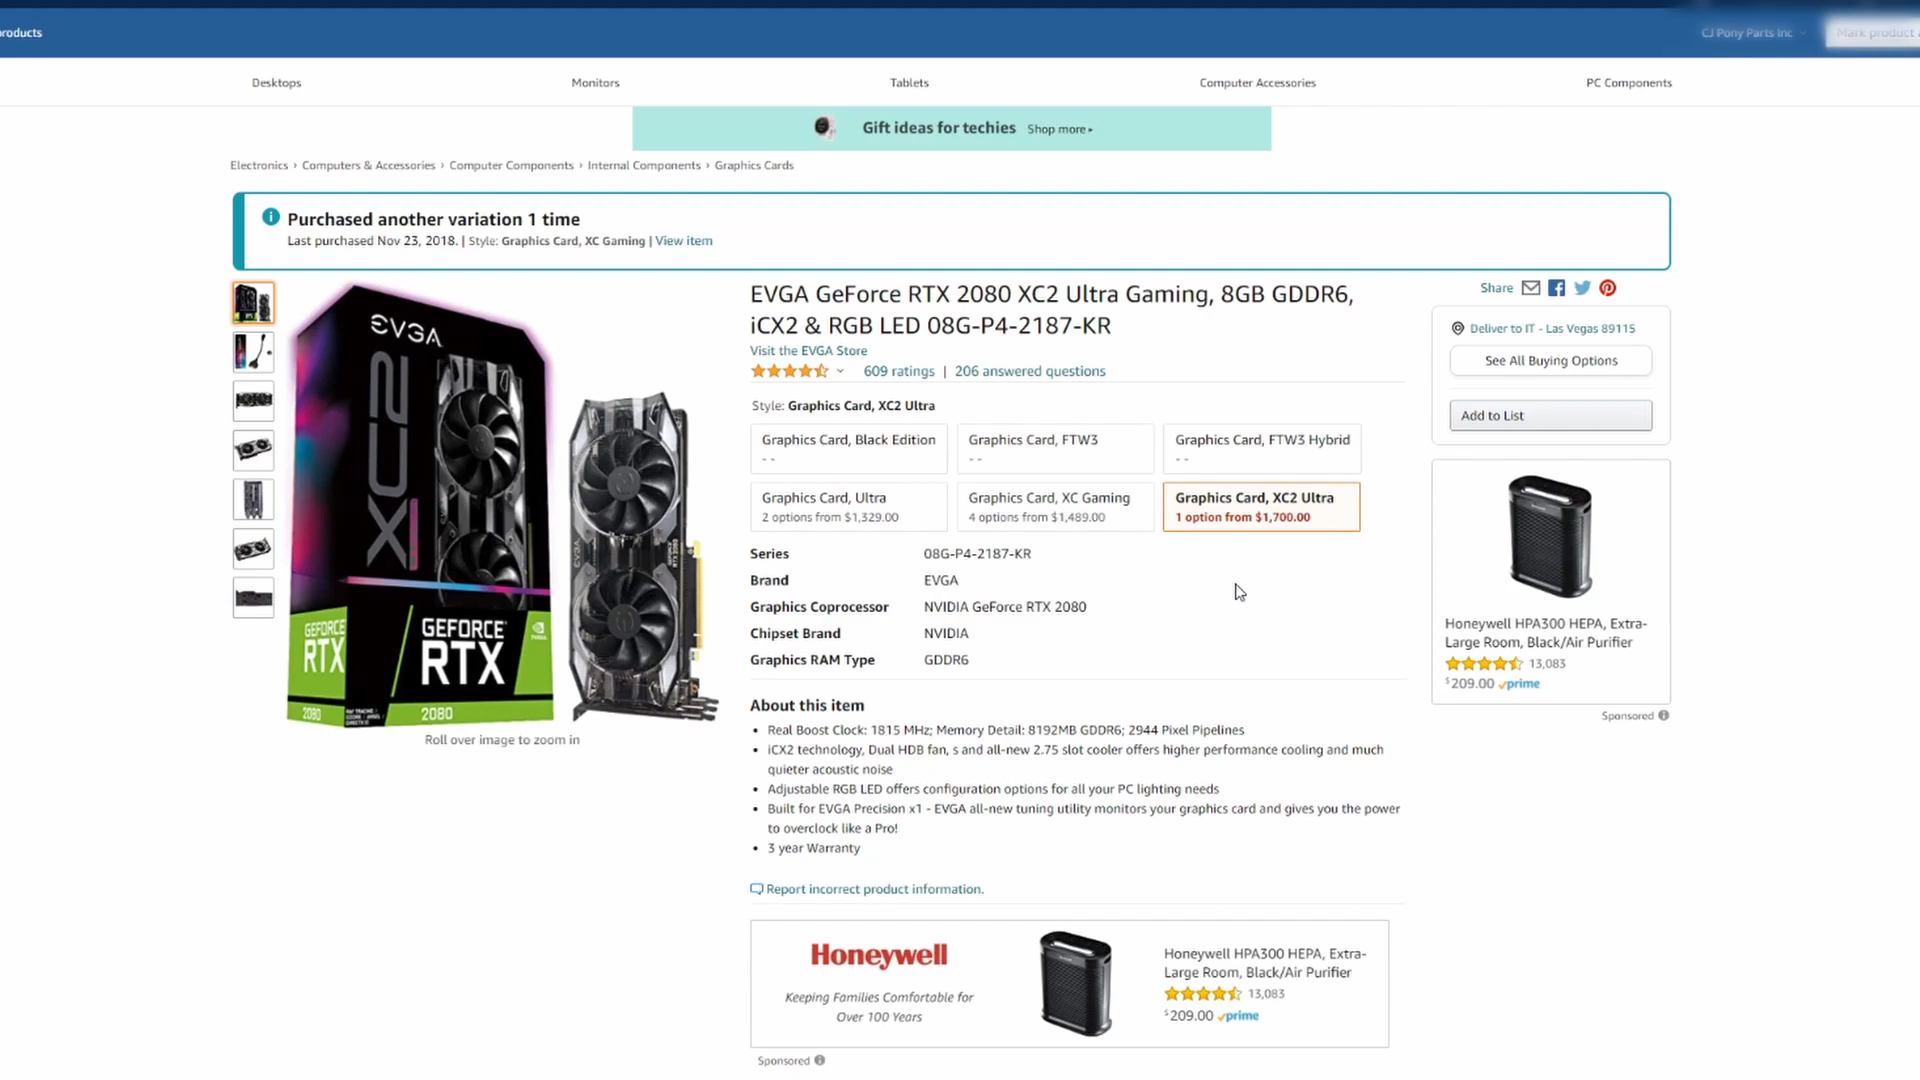 products
CJ Pony Parts Inc
Mark product a
Desktops
Monitors
Tablets
Computer Accessories
PC Components
Gift ideas for techies Shop more▸
Electronics › Computers & Accessories › Computer Components › Internal Components › Graphics Cards
Purchased another variation 1 time
Last purchased Nov 23, 2018. | Style: Graphics Card, XC Gaming | View item
EVGA
XC2
GEFORCE RTX
2080
GEFORCE RTX
NVIDIA
2080
Roll over image to zoom in
EVGA GeForce RTX 2080 XC2 Ultra Gaming, 8GB GDDR6,
iCX2 & RGB LED 08G-P4-2187-KR
Visit the EVGA Store
609 ratings | 206 answered questions
Style: Graphics Card, XC2 Ultra
Graphics Card, Black Edition
- -
Graphics Card, FTW3
- -
Graphics Card, FTW3 Hybrid
- -
Graphics Card, Ultra
2 options from $1,329.00
Graphics Card, XC Gaming
4 options from $1,489.00
Graphics Card, XC2 Ultra
1 option from $1,700.00
Series 08G-P4-2187-KR
Brand EVGA
Graphics Coprocessor NVIDIA GeForce RTX 2080
Chipset Brand NVIDIA
Graphics RAM Type GDDR6
About this item
• Real Boost Clock: 1815 MHz; Memory Detail: 8192MB GDDR6; 2944 Pixel Pipelines
• iCX2 technology, Dual HDB fan, s and all-new 2.75 slot cooler offers higher performance cooling and much
quieter acoustic noise
• Adjustable RGB LED offers configuration options for all your PC lighting needs
• Built for EVGA Precision x1 - EVGA all-new tuning utility monitors your graphics card and gives you the power
to overclock like a Pro!
• 3 year Warranty
Report incorrect product information.
Honeywell
Keeping Families Comfortable for
Over 100 Years
Honeywell HPA300 HEPA, Extra-
Large Room, Black/Air Purifier
13,083
$209.00 prime
Sponsored
Share
Deliver to IT - Las Vegas 89115
See All Buying Options
Add to List
Honeywell HPA300 HEPA, Extra-
Large Room, Black/Air Purifier
13,083
$209.00 prime
Sponsored